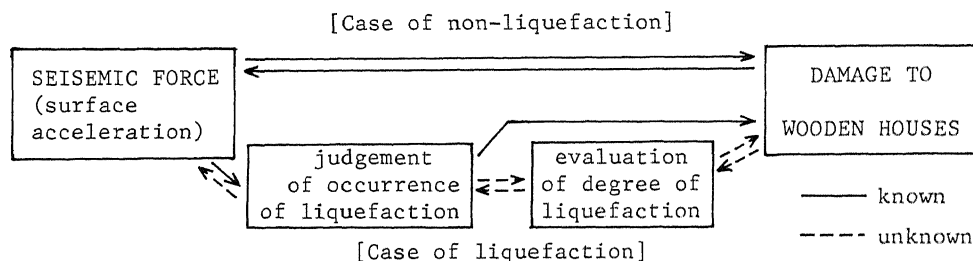 [Case of non-liquefaction]
SEISEMIC FORCE
(surface
acceleration)
DAMAGE TO
WOODEN HOUSES
judgement
of occurrence
of liquefaction
evaluation
of degree of
liquefaction
known
unknown
[Case of liquefaction]